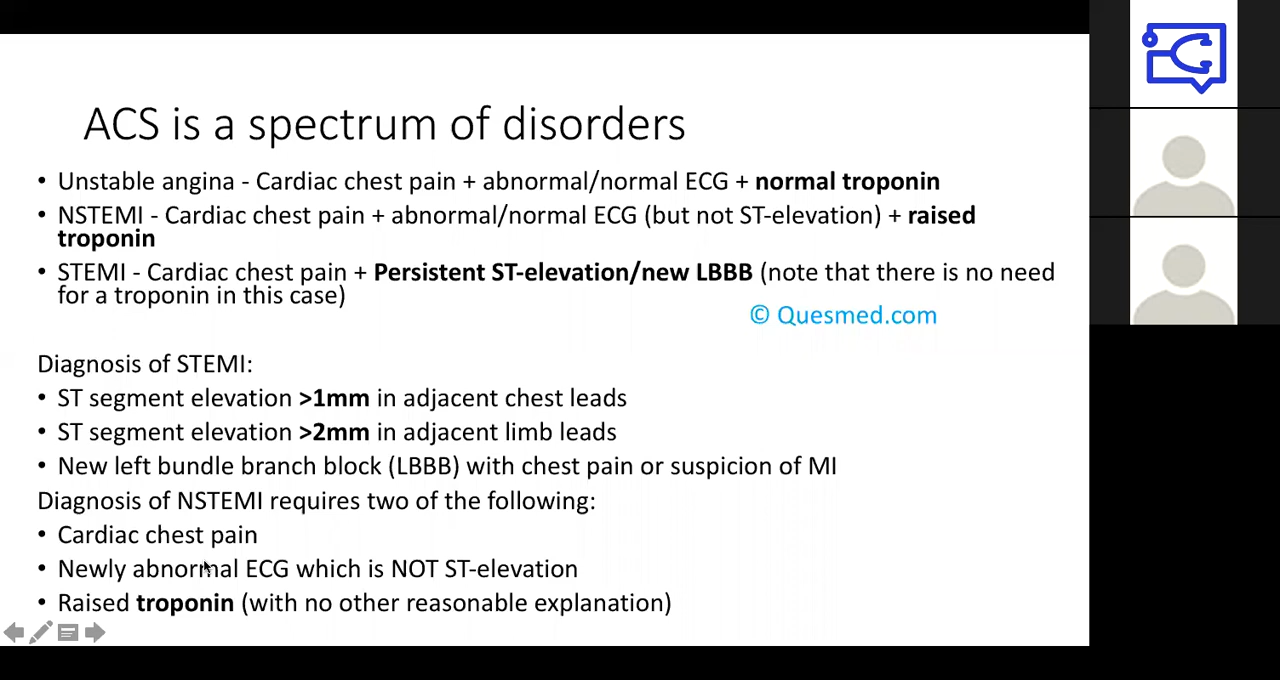 ACS is a spectrum of disorders
• Unstable angina - Cardiac chest pain + abnormal/normal ECG + normal troponin
• NSTEMI - Cardiac chest pain + abnormal/normal ECG (but not ST-elevation) + raised
troponin
• STEMI - Cardiac chest pain + Persistent ST-elevation/new LBBB (note that there is no need
for a troponin in this case)
© Quesmed.com
Diagnosis of STEMI:
• ST segment elevation >1mm in adjacent chest leads
• ST segment elevation >2mm in adjacent limb leads
• New left bundle branch block (LBBB) with chest pain or suspicion of MI
Diagnosis of NSTEMI requires two of the following:
• Cardiac chest pain
• Newly abnormal ECG which is NOT ST-elevation
• Raised troponin (with no other reasonable explanation)